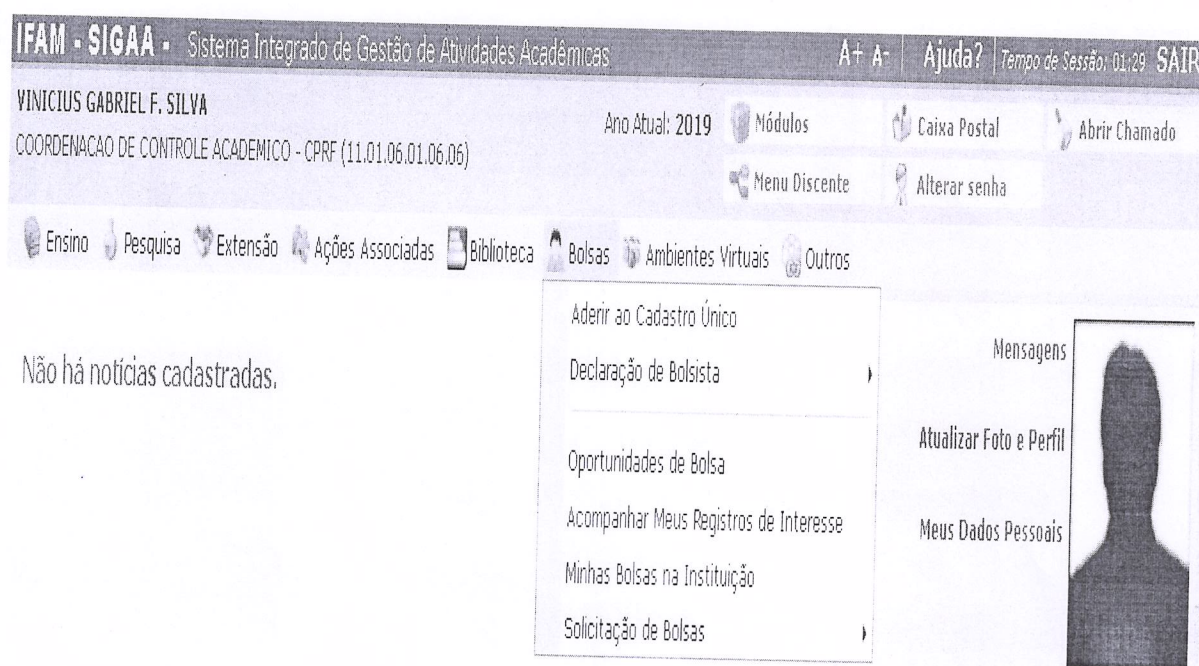 IFAM - SIGAA - Sistema Integrado de Gestão de Atividades Acadêmicas A+ A- Ajuda? Tempo de Sessão: 01:29 SAIR
VINICIUS GABRIEL F. SILVA
COORDENACAO DE CONTROLE ACADEMICO - CPRF (11.01.06.01.06.06)
Ano Atual: 2019
Módulos
Caixa Postal
Abrir Chamado
Menu Discente
Alterar senha
Ensino Pesquisa Extensão Ações Associadas Biblioteca Bolsas Ambientes Virtuais Outros
Não há notícias cadastradas.
Aderir ao Cadastro Único
Declaração de Bolsista
Oportunidades de Bolsa
Acompanhar Meus Registros de Interesse
Minhas Bolsas na Instituição
Solicitação de Bolsas
Mensagens
Atualizar Foto e Perfil
Meus Dados Pessoais